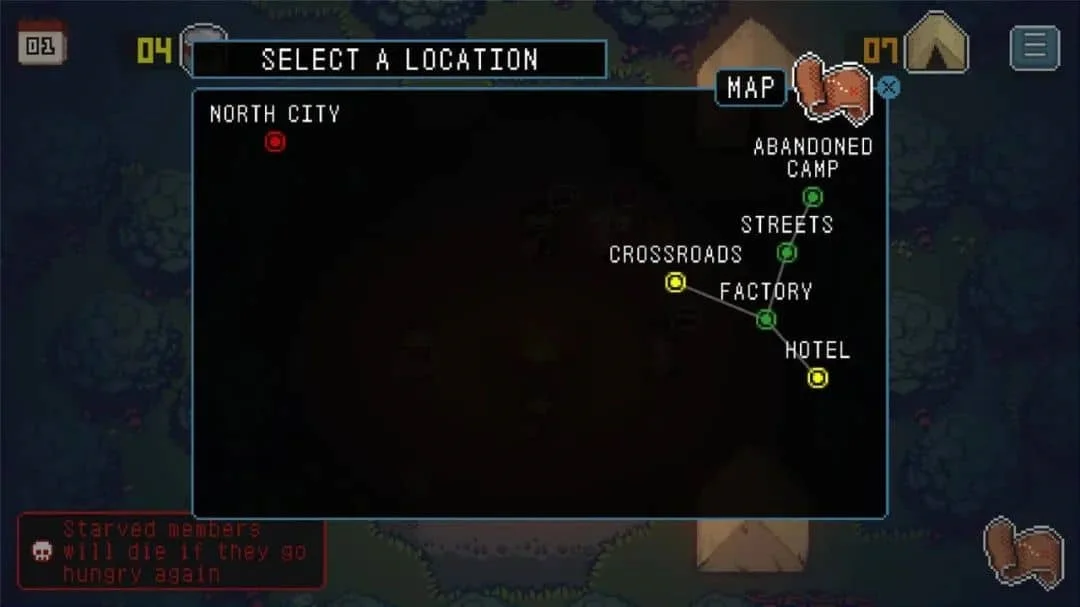 01
04
07
SELECT A LOCATION
MAP
NORTH CITY
ABANDONED
CAMP
STREETS
CROSSROADS
FACTORY
HOTEL
Starved members
will die if they go
hungry again